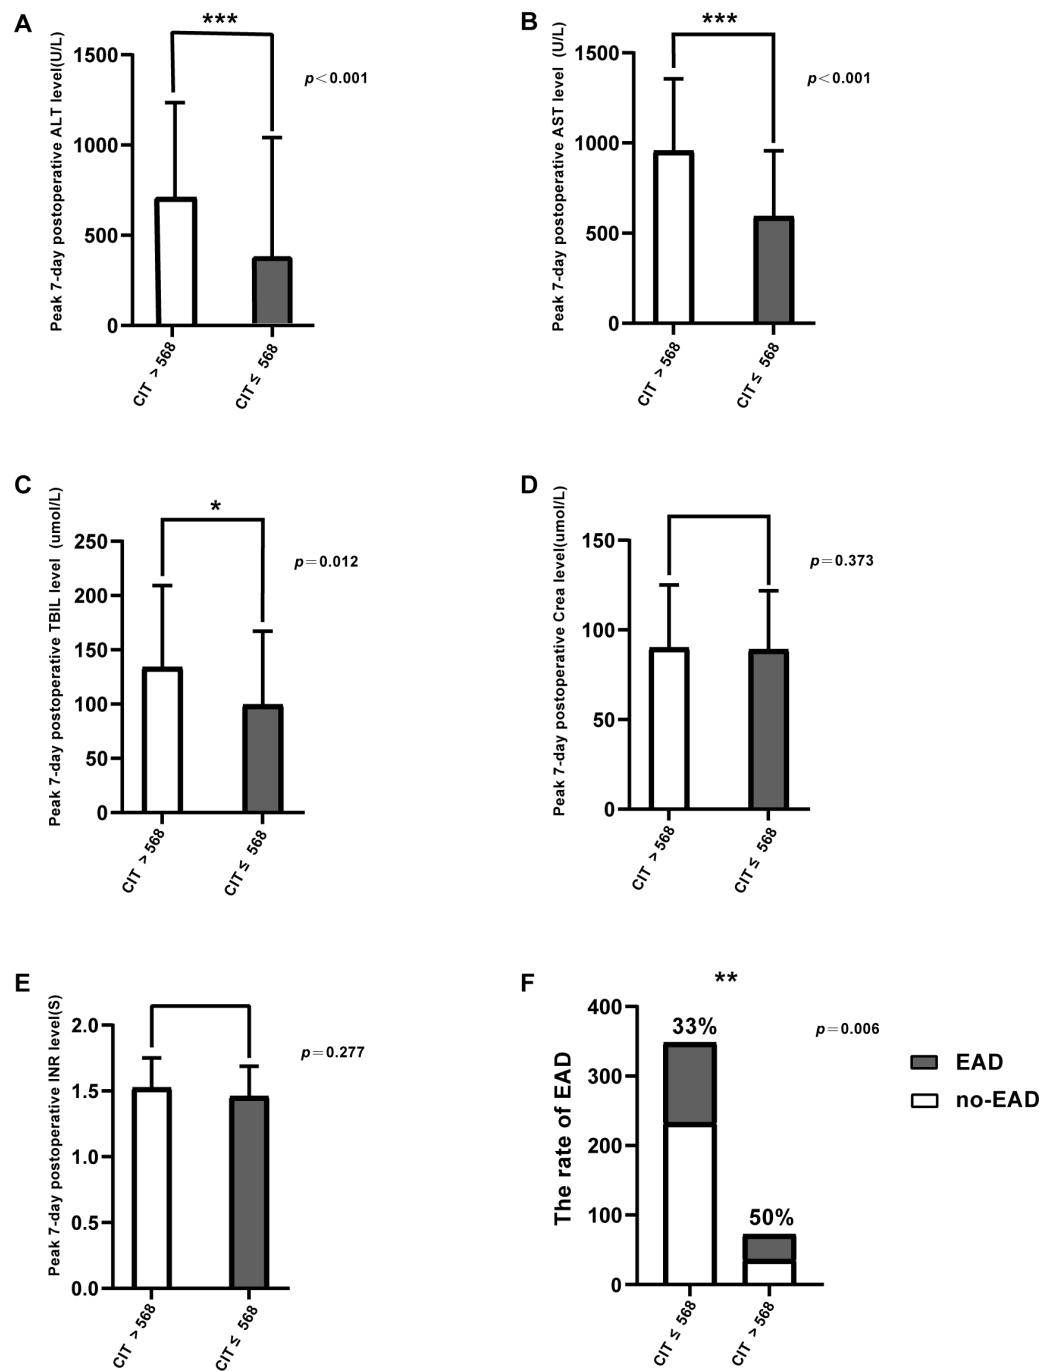 A
***
Peak 7-day postoperative ALT level(U/L)
1500
1000
500
0
p<0.001
CIT >568
CIT ≤ 568
B
***
Peak 7-day postoperative AST level (U/L)
1500
1000
500
0
p<0.001
CIT >568
CIT ≤ 568
C
*
Peak 7-day postoperative TBIL level (umol/L)
250
200
150
100
50
0
p=0.012
CIT >568
CIT ≤ 568
D
Peak 7-day postoperative Crea level(umol/L)
150
100
50
0
p=0.373
CIT >568
CIT ≤ 568
E
Peak 7-day postoperative INR level(S)
2.0
1.5
1.0
0.5
0.0
p=0.277
CIT >568
CIT ≤ 568
F
**
The rate of EAD
400
300
200
100
0
33%
50%
p=0.006
EAD
no-EAD
CIT ≤ 568
CIT >568